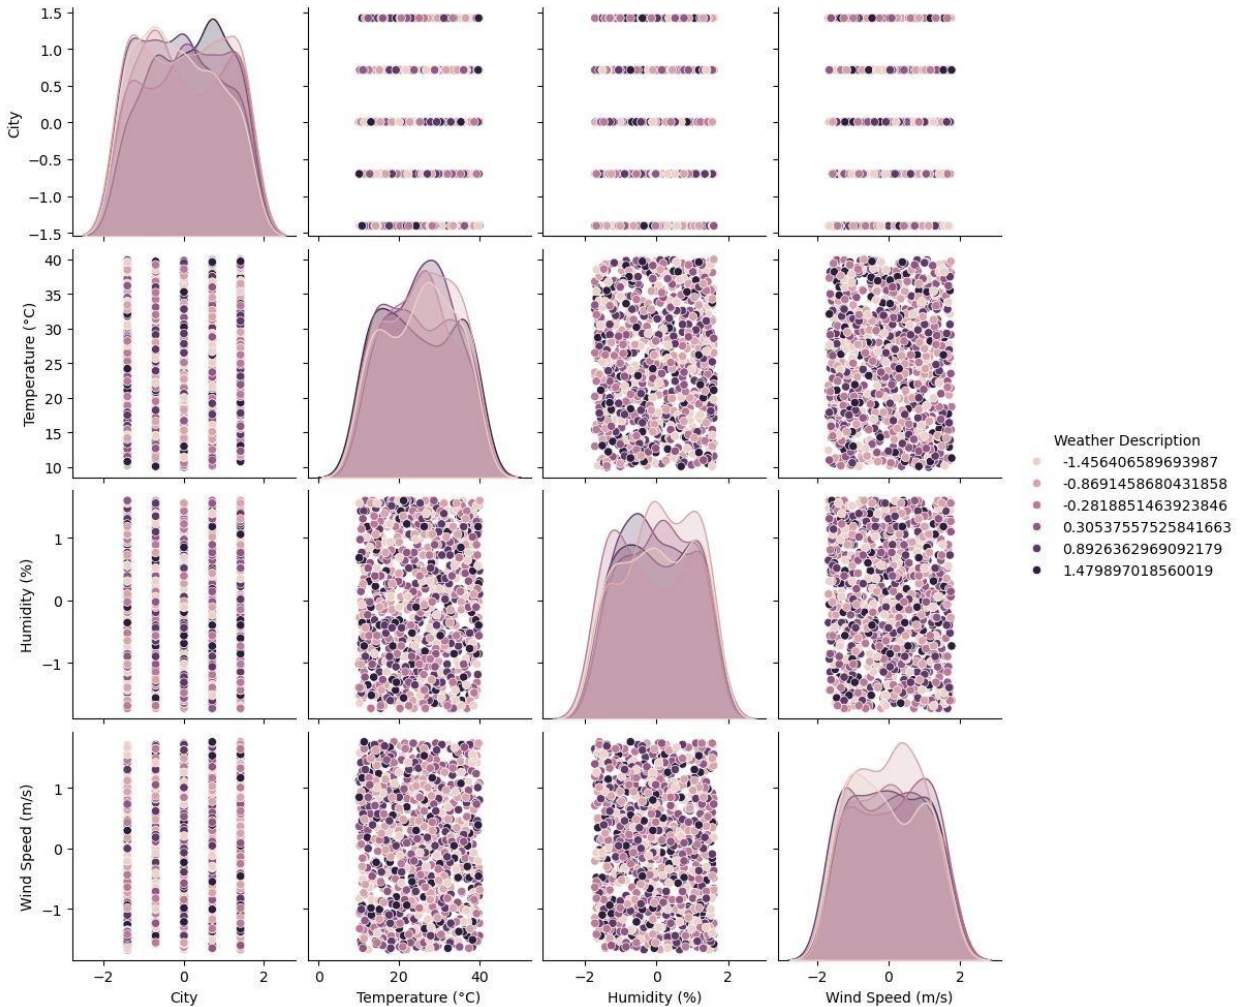 1.5
1.0
0.5
0.0
−0.5
−1.0
−1.5
City
40
35
30
25
20
15
10
Temperature (°C)
1
0
−1
Humidity (%)
1
0
−1
Wind Speed (m/s)
−2 0 2
City
0 20 40
Temperature (°C)
−2 0 2
Humidity (%)
−2 0 2
Wind Speed (m/s)
Weather Description
-1.456406589693987
-0.8691458680431858
-0.2818851463923846
0.30537557525841663
0.8926362969092179
1.479897018560019